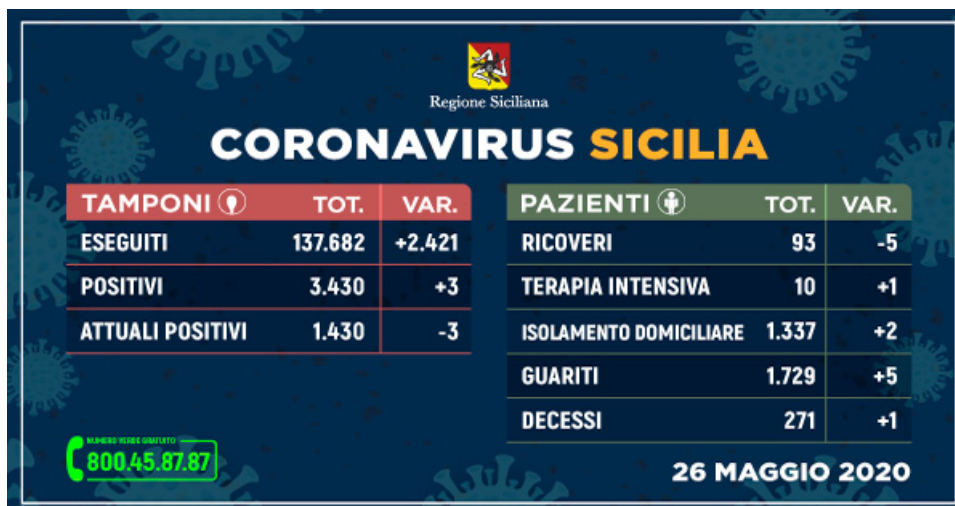 Regione Siciliana
CORONAVIRUS SICILIA
TAMPONI TOT. VAR.
ESEGUITI 137.682 +2.421
POSITIVI 3.430 +3
ATTUALI POSITIVI 1.430 -3
PAZIENTI TOT. VAR.
RICOVERI 93 -5
TERAPIA INTENSIVA 10 +1
ISOLAMENTO DOMICILIARE 1.337 +2
GUARITI 1.729 +5
DECESSI 271 +1
NUMERO VERDE GRATUITO
800.45.87.87
26 MAGGIO 2020